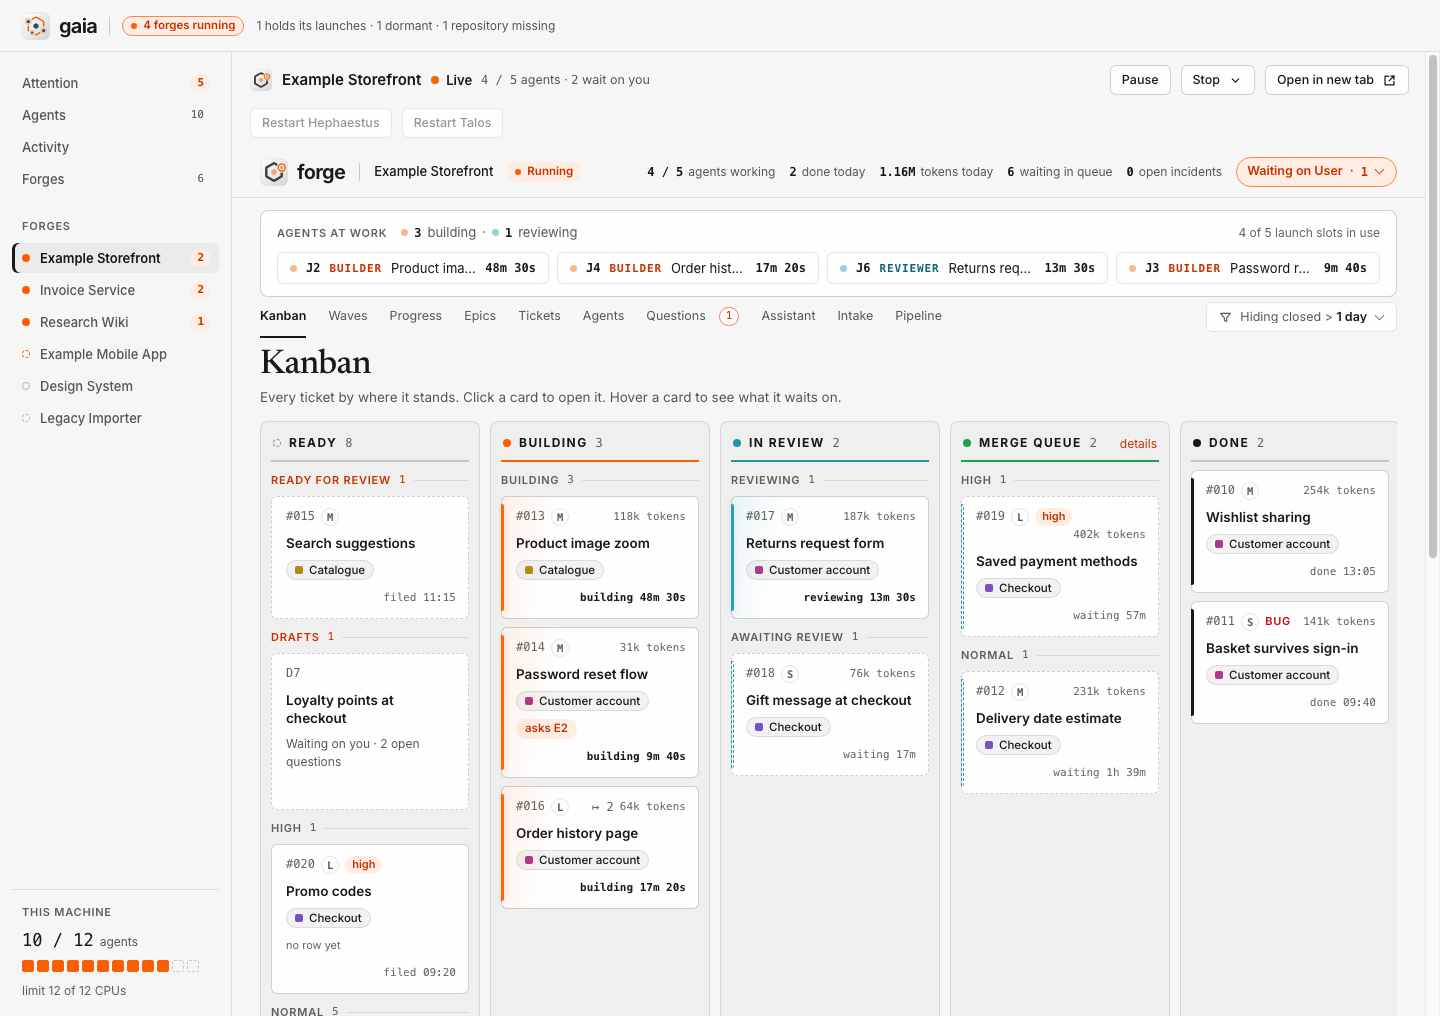 gaia
4 forges running
1 holds its launches · 1 dormant · 1 repository missing
Attention 5
Agents 10
Activity
Forges 6
FORGES
Example Storefront 2
Invoice Service 2
Research Wiki 1
Example Mobile App
Design System
Legacy Importer
THIS MACHINE
10 / 12 agents
limit 12 of 12 CPUs
Example Storefront Live 4 / 5 agents · 2 wait on you
Pause
Stop
Open in new tab
Restart Hephaestus
Restart Talos
forge Example Storefront Running
4 / 5 agents working 2 done today 1.16M tokens today 6 waiting in queue 0 open incidents
Waiting on User · 1
AGENTS AT WORK 3 building · 1 reviewing
4 of 5 launch slots in use
J2 BUILDER Product ima... 48m 30s
J4 BUILDER Order hist... 17m 20s
J6 REVIEWER Returns req... 13m 30s
J3 BUILDER Password r... 9m 40s
Kanban Waves Progress Epics Tickets Agents Questions 1 Assistant Intake Pipeline
Hiding closed > 1 day
Kanban
Every ticket by where it stands. Click a card to open it. Hover a card to see what it waits on.
READY 8
READY FOR REVIEW 1
#015 M
Search suggestions
Catalogue
filed 11:15
DRAFTS 1
D7
Loyalty points at
checkout
Waiting on you · 2 open
questions
HIGH 1
#020 L high
Promo codes
Checkout
no row yet
filed 09:20
NORMAL 5
BUILDING 3
BUILDING 3
#013 M 118k tokens
Product image zoom
Catalogue
building 48m 30s
#014 M 31k tokens
Password reset flow
Customer account
asks E2
building 9m 40s
#016 L ↦ 2 64k tokens
Order history page
Customer account
building 17m 20s
IN REVIEW 2
REVIEWING 1
#017 M 187k tokens
Returns request form
Customer account
reviewing 13m 30s
AWAITING REVIEW 1
#018 S 76k tokens
Gift message at checkout
Checkout
waiting 17m
MERGE QUEUE 2 details
HIGH 1
#019 L high
402k tokens
Saved payment methods
Checkout
waiting 57m
NORMAL 1
#012 M 231k tokens
Delivery date estimate
Checkout
waiting 1h 39m
DONE 2
#010 M 254k tokens
Wishlist sharing
Customer account
done 13:05
#011 S BUG 141k tokens
Basket survives sign-in
Customer account
done 09:40